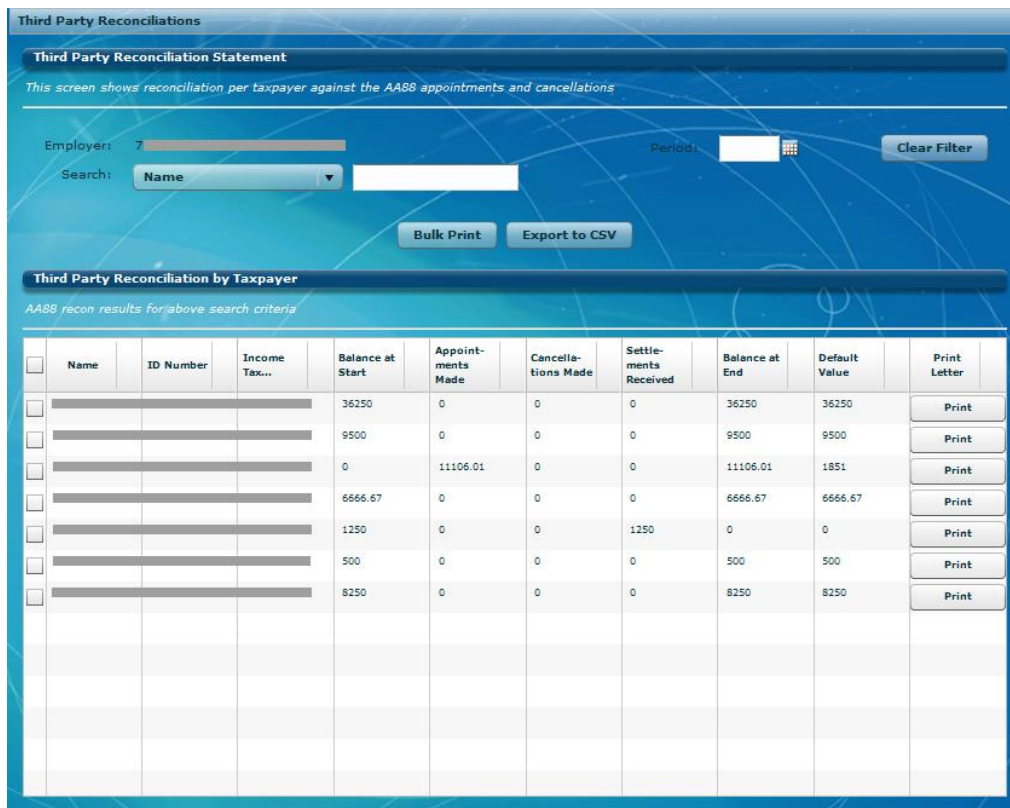 Third Party Reconciliations
Third Party Reconciliation Statement
This screen shows reconciliation per taxpayer against the AA88 appointments and cancellations
Employer: 7
Period:
Clear Filter
Search: Name
Bulk Print Export to CSV
Third Party Reconciliation by Taxpayer
AA88 recon results for above search criteria
Name ID Number Income Tax... Balance at Start Appoint-ments Made Cancella-tions Made Settle-ments Received Balance at End Default Value Print Letter
36250 0 0 0 36250 36250 Print
9500 0 0 0 9500 9500 Print
0 11106.01 0 0 11106.01 1851 Print
6666.67 0 0 0 6666.67 6666.67 Print
1250 0 0 1250 0 0 Print
500 0 0 0 500 500 Print
8250 0 0 0 8250 8250 Print